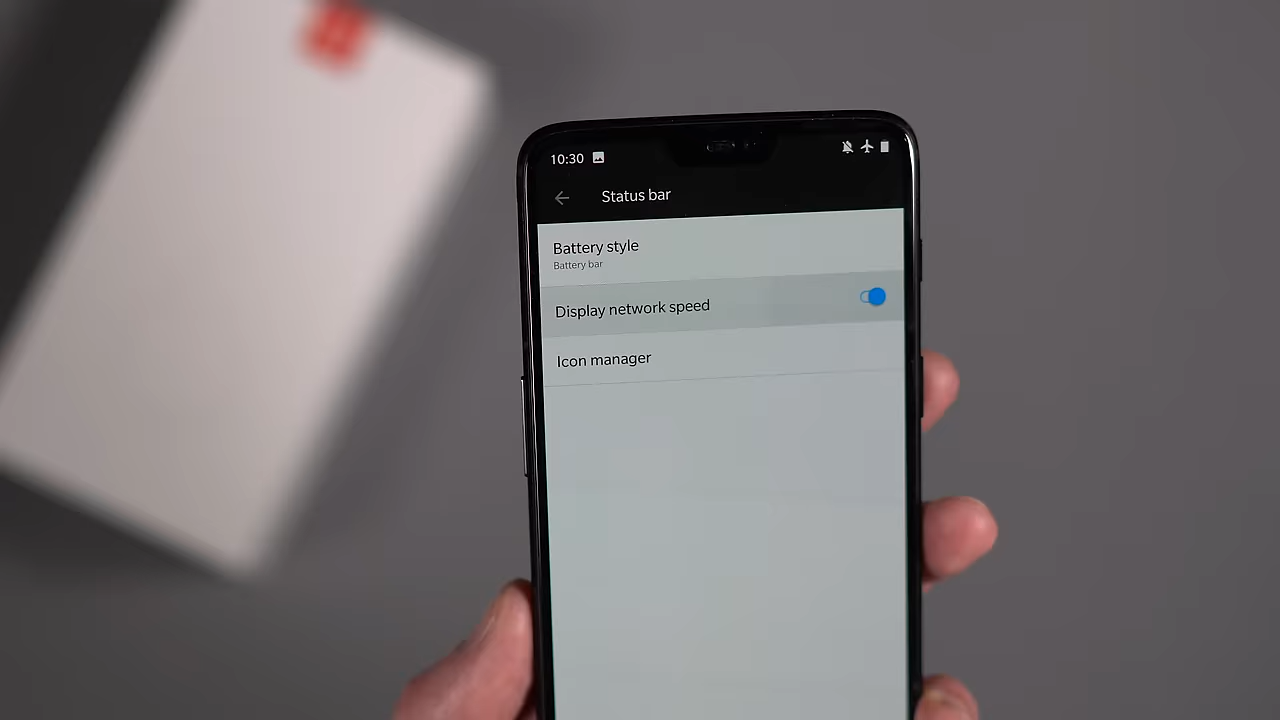 10:30
Status bar
Battery style
Battery bar
Display network speed
Icon manager